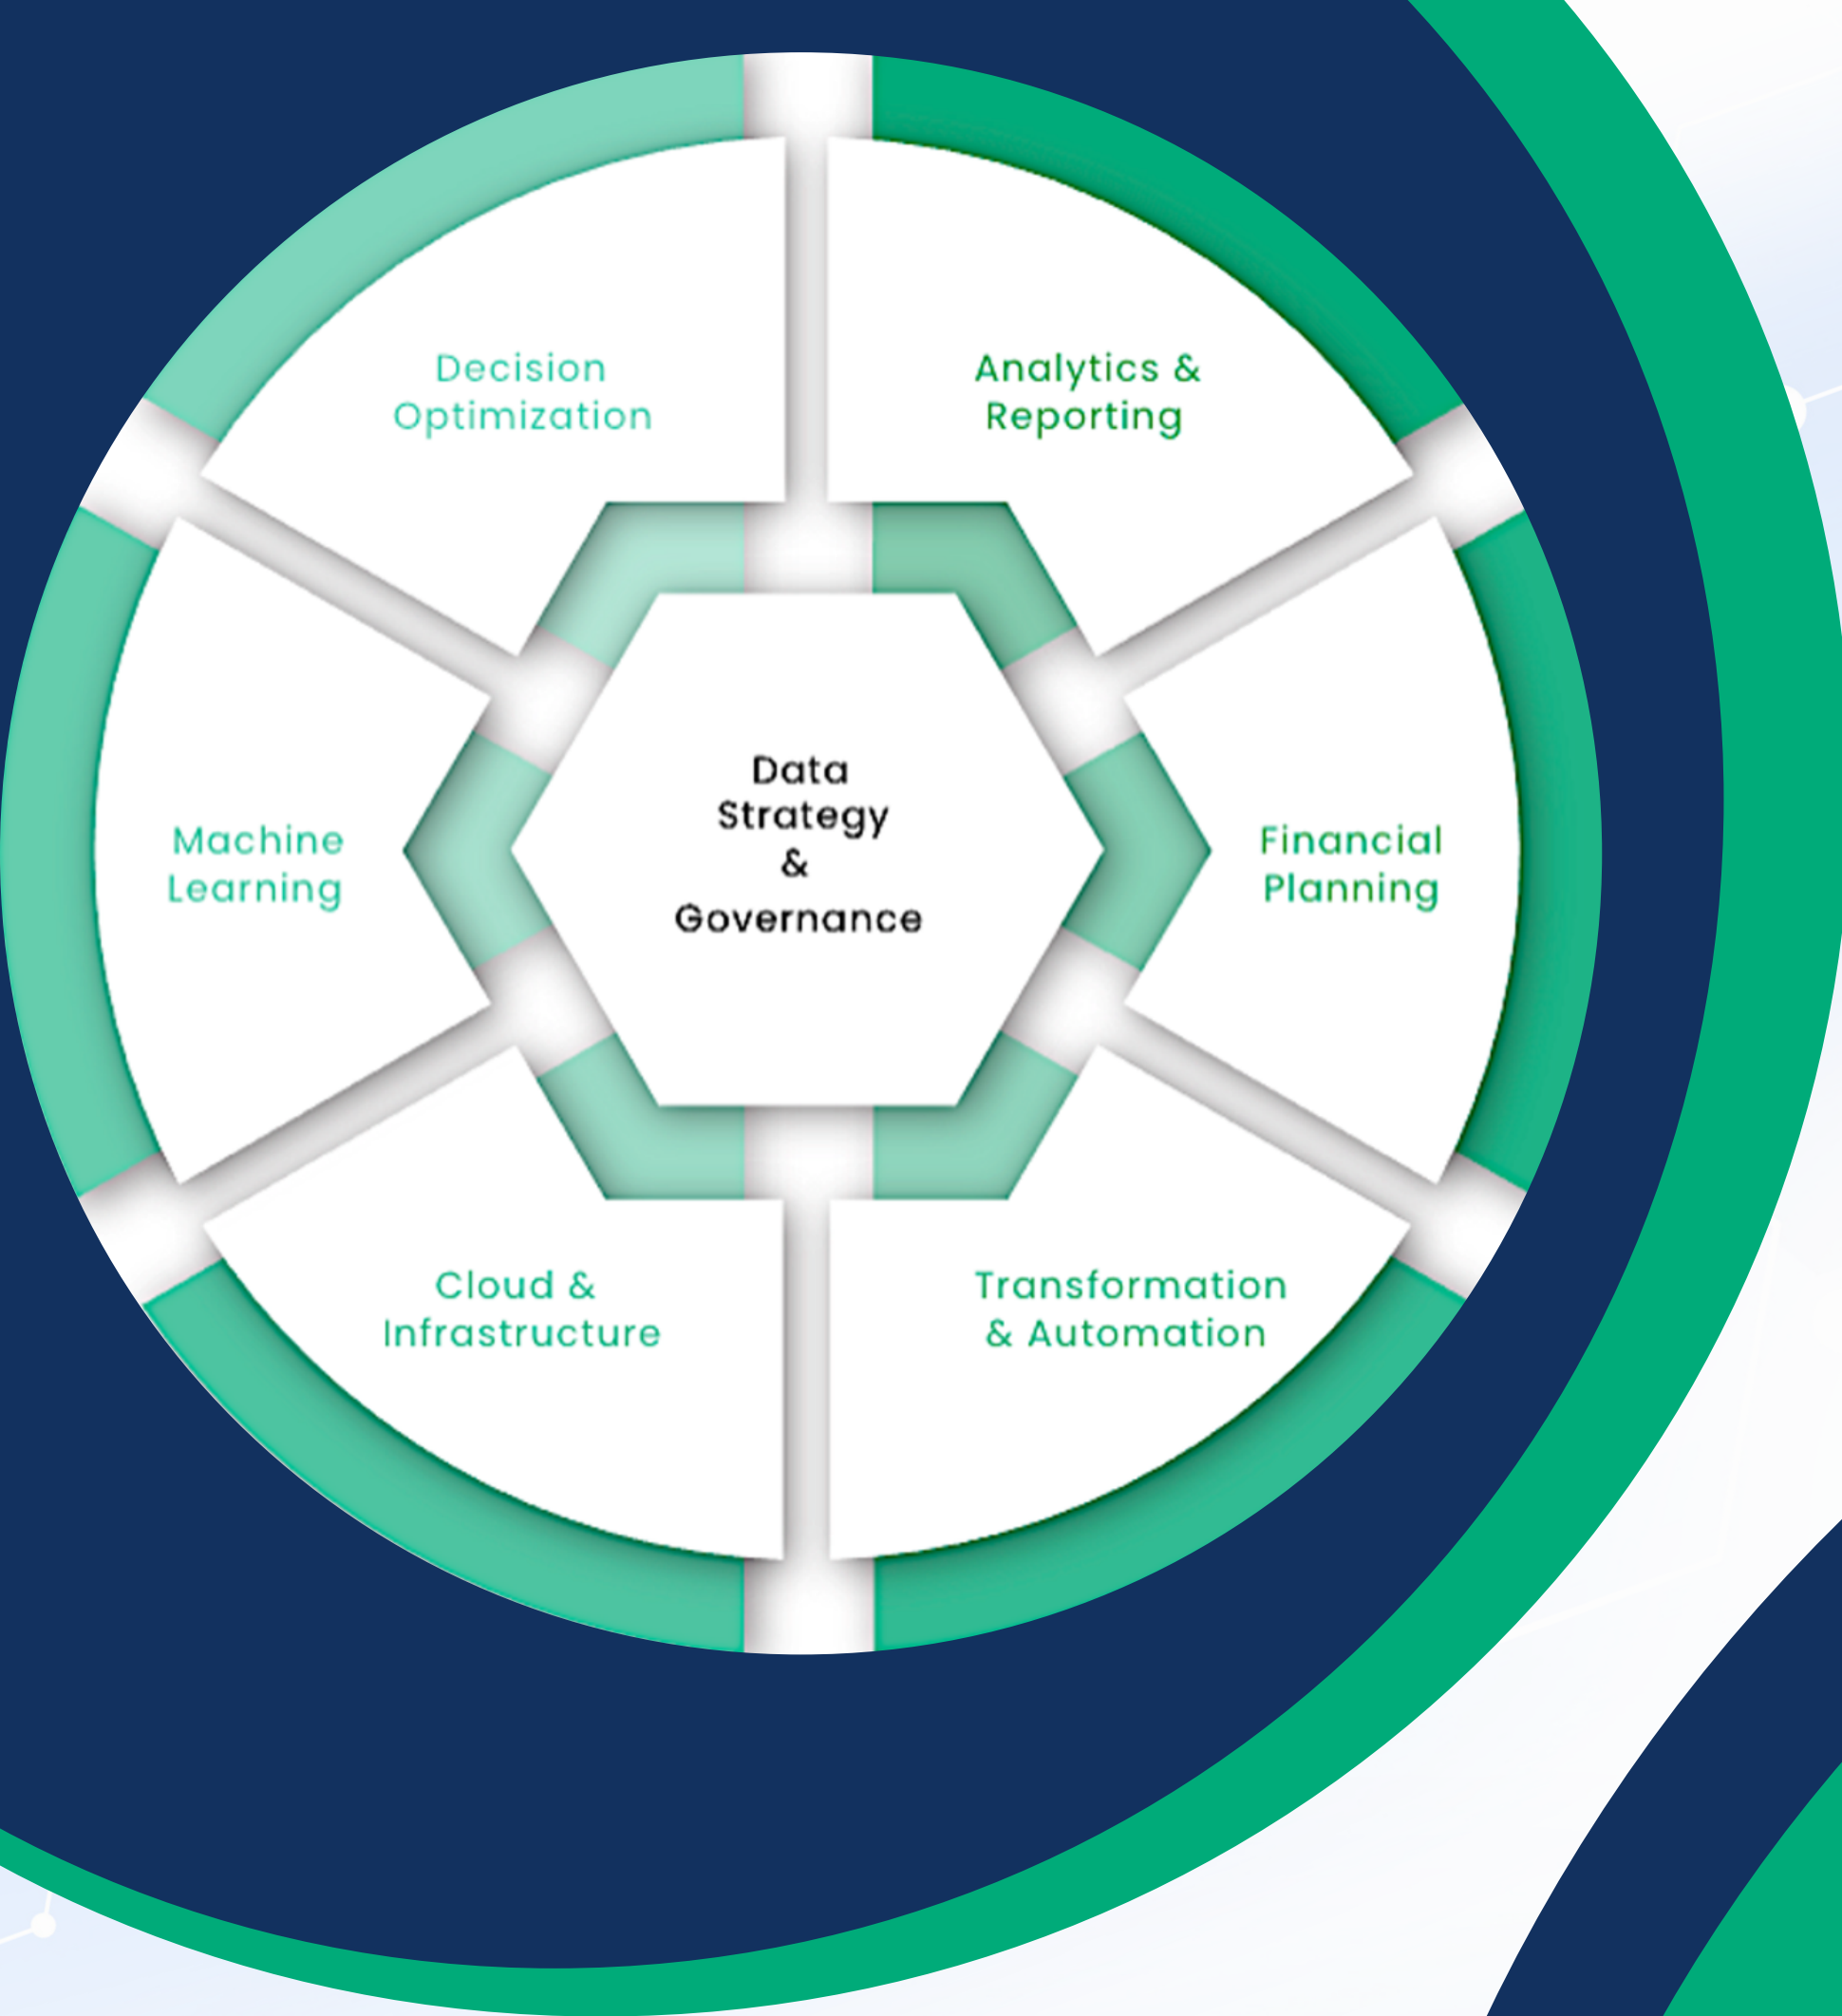 Decision
Optimization
Analytics &
Reporting
Machine
Learning
Data
Strategy
&
Governance
Financial
Planning
Cloud &
Infrastructure
Transformation
& Automation